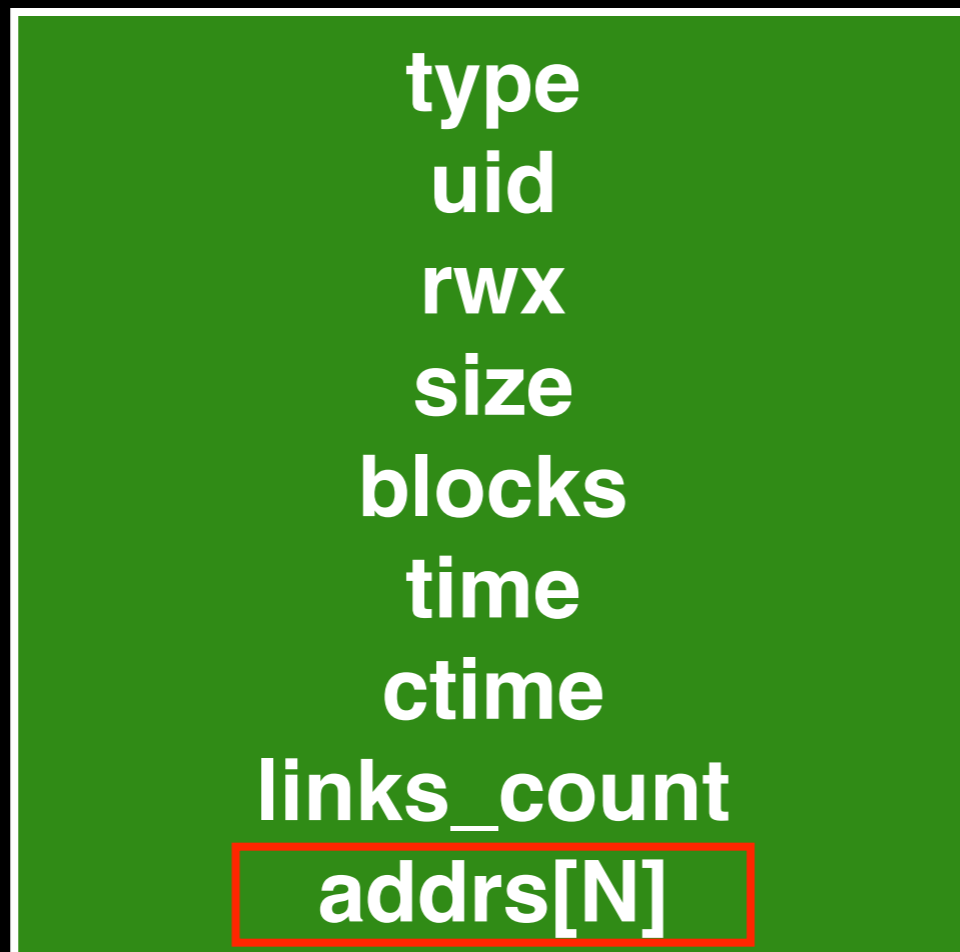 type
uid
rwx
size
blocks
time
ctime
links_count
addrs[N]